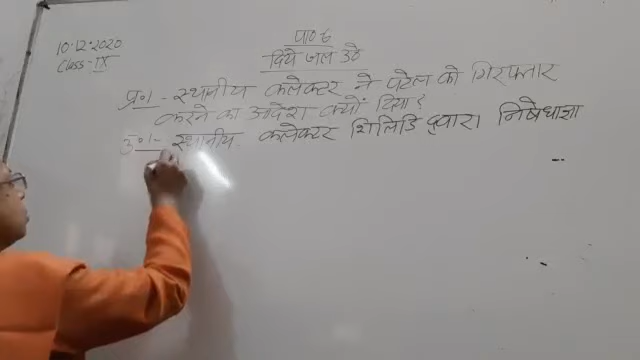 10.12.2020
Class-IX
पाठ 6
दिये जल उठे
प्र०1- स्थानीय कलेक्टर ने पटेल को गिरफ्तार
करने का आदेश क्यों दिया?
उ०1- स्थानीय कलेक्टर शिलिडि द्वारा निषेधाज्ञा